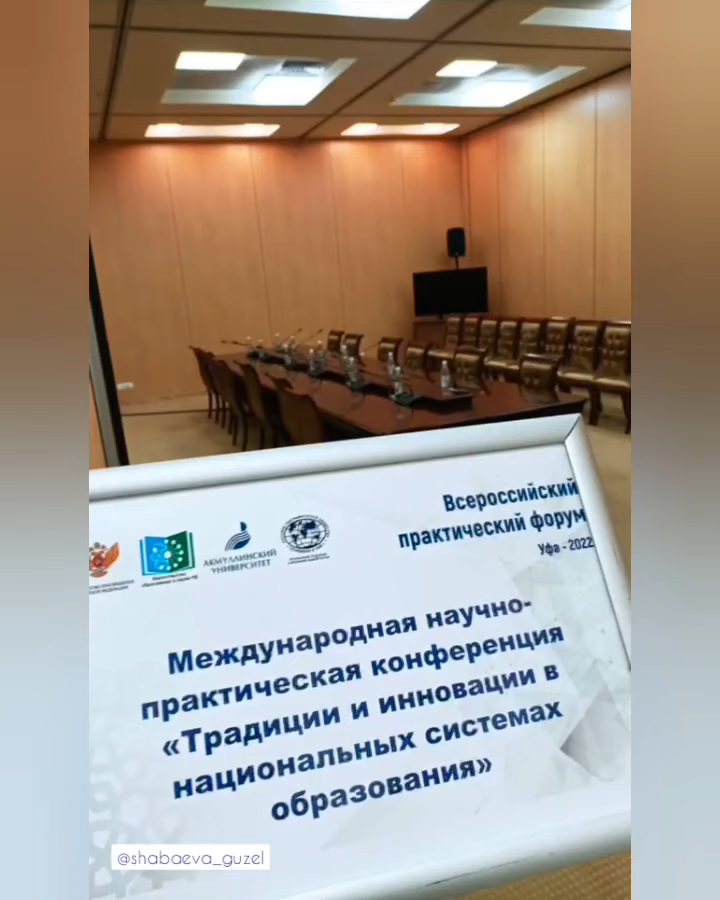 Всероссийский
практический форум
Уфа - 2022
АКМУЛЛИНСКИЙ
УНИВЕРСИТЕТ
Международная научно-
практическая конференция
«Традиции и инновации в
национальных системах
образования»
@shabaeva_guzel